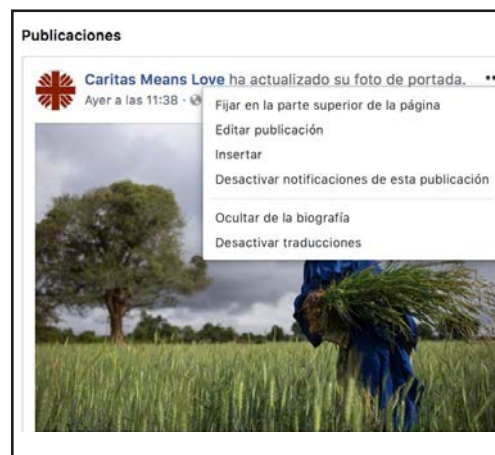 Publicaciones
Caritas Means Love ha actualizado su foto de portada.
Ayer a las 11:38 ·
Fijar en la parte superior de la página
Editar publicación
Insertar
Desactivar notificaciones de esta publicación
Ocultar de la biografía
Desactivar traducciones